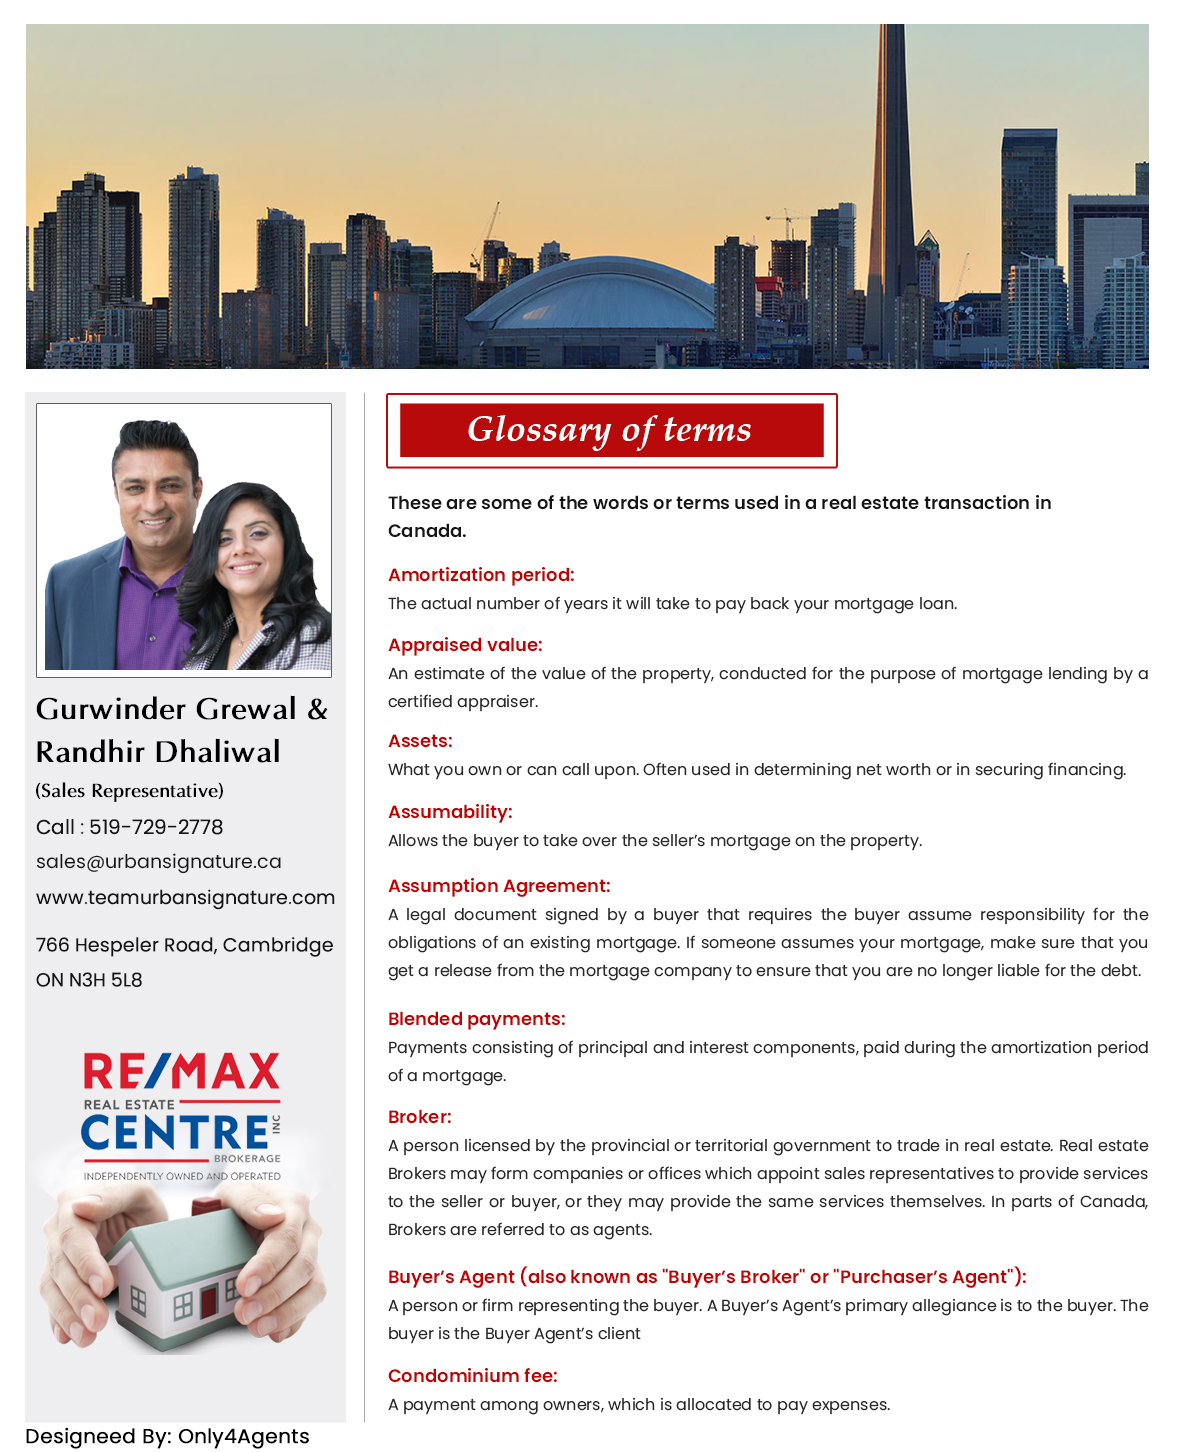 Gurwinder Grewal &
Randhir Dhaliwal
(Sales Representative)
Call : 519-729-2778
sales@urbansignature.ca
www.teamurbansignature.com
766 Hespeler Road, Cambridge
ON N3H 5L8
RE/MAX
REAL ESTATE
CENTRE INC
BROKERAGE
INDEPENDENTLY OWNED AND OPERATED
Glossary of terms
These are some of the words or terms used in a real estate transaction in
Canada.
Amortization period:
The actual number of years it will take to pay back your mortgage loan.
Appraised value:
An estimate of the value of the property, conducted for the purpose of mortgage lending by a
certified appraiser.
Assets:
What you own or can call upon. Often used in determining net worth or in securing financing.
Assumability:
Allows the buyer to take over the seller’s mortgage on the property.
Assumption Agreement:
A legal document signed by a buyer that requires the buyer assume responsibility for the
obligations of an existing mortgage. If someone assumes your mortgage, make sure that you
get a release from the mortgage company to ensure that you are no longer liable for the debt.
Blended payments:
Payments consisting of principal and interest components, paid during the amortization period
of a mortgage.
Broker:
A person licensed by the provincial or territorial government to trade in real estate. Real estate
Brokers may form companies or offices which appoint sales representatives to provide services
to the seller or buyer, or they may provide the same services themselves. In parts of Canada,
Brokers are referred to as agents.
Buyer’s Agent (also known as "Buyer’s Broker" or "Purchaser’s Agent"):
A person or firm representing the buyer. A Buyer’s Agent’s primary allegiance is to the buyer. The
buyer is the Buyer Agent’s client
Condominium fee:
A payment among owners, which is allocated to pay expenses.
Designeed By: Only4Agents